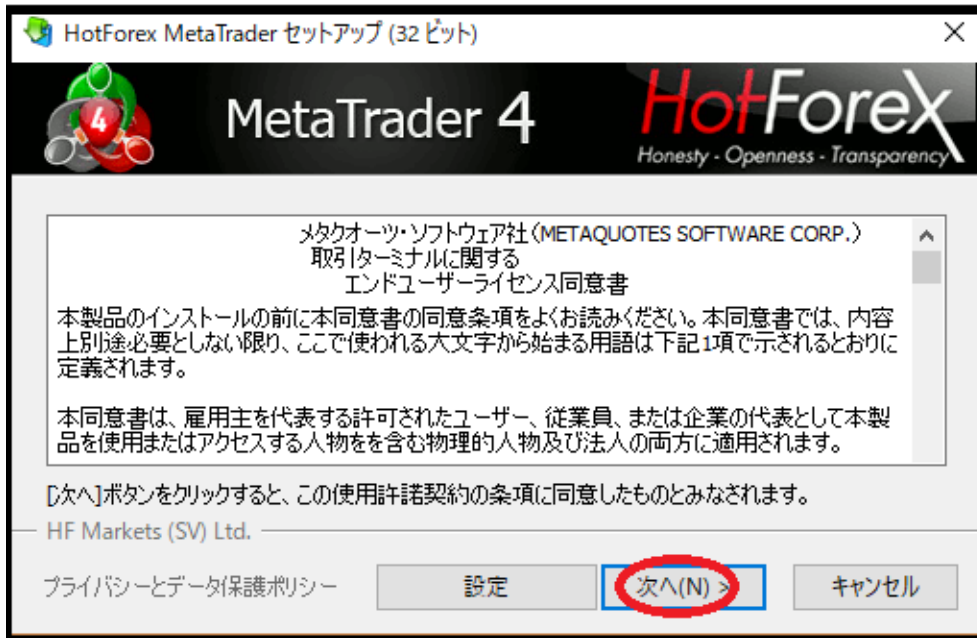 HotForex MetaTrader セットアップ (32 ビット)
4
MetaTrader 4
HotForex
Honesty - Openness - Transparency
メタクオーツ・ソフトウェア社(METAQUOTES SOFTWARE CORP.)
取引ターミナルに関する
エンドユーザーライセンス同意書
本製品のインストールの前に本同意書の同意条項をよくお読みください。本同意書では、内容
上別途必要としない限り、ここで使われる大文字から始まる用語は下記1項で示されるとおりに
定義されます。
本同意書は、雇用主を代表する許可されたユーザー、従業員、または企業の代表として本製
品を使用またはアクセスする人物をを含む物理的人物及び法人の両方に適用されます。
[次へ]ボタンをクリックすると、この使用許諾契約の条項に同意したものとみなされます。
HF Markets (SV) Ltd.
プライバシーとデータ保護ポリシー
設定
次へ(N) >
キャンセル